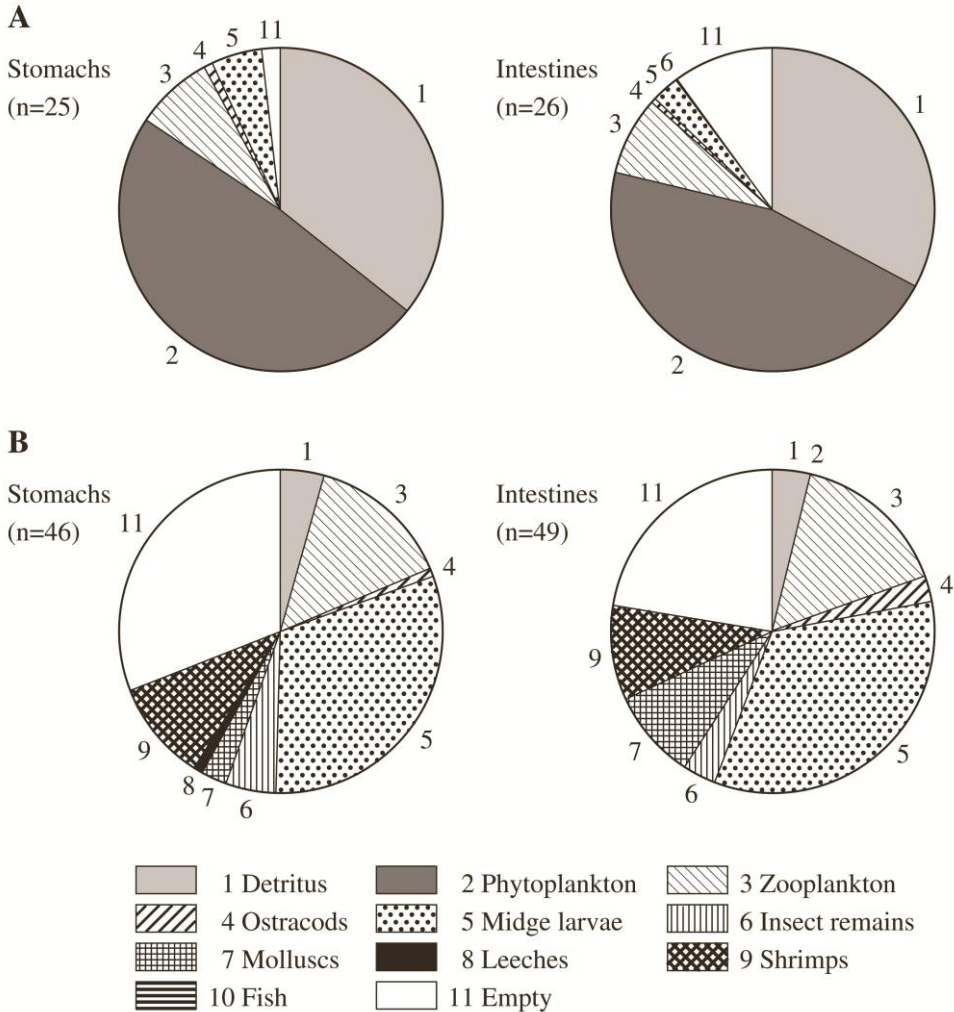 A
Stomachs
(n=25)
3
4
5
11
1
2
Intestines
(n=26)
3
4
5
6
11
1
2
B
Stomachs
(n=46)
11
1
3
4
5
6
7
8
9
Intestines
(n=49)
11
1
2
3
4
5
6
7
9
1 Detritus 2 Phytoplankton 3 Zooplankton
4 Ostracods 5 Midge larvae 6 Insect remains
7 Molluscs 8 Leeches 9 Shrimps
10 Fish 11 Empty